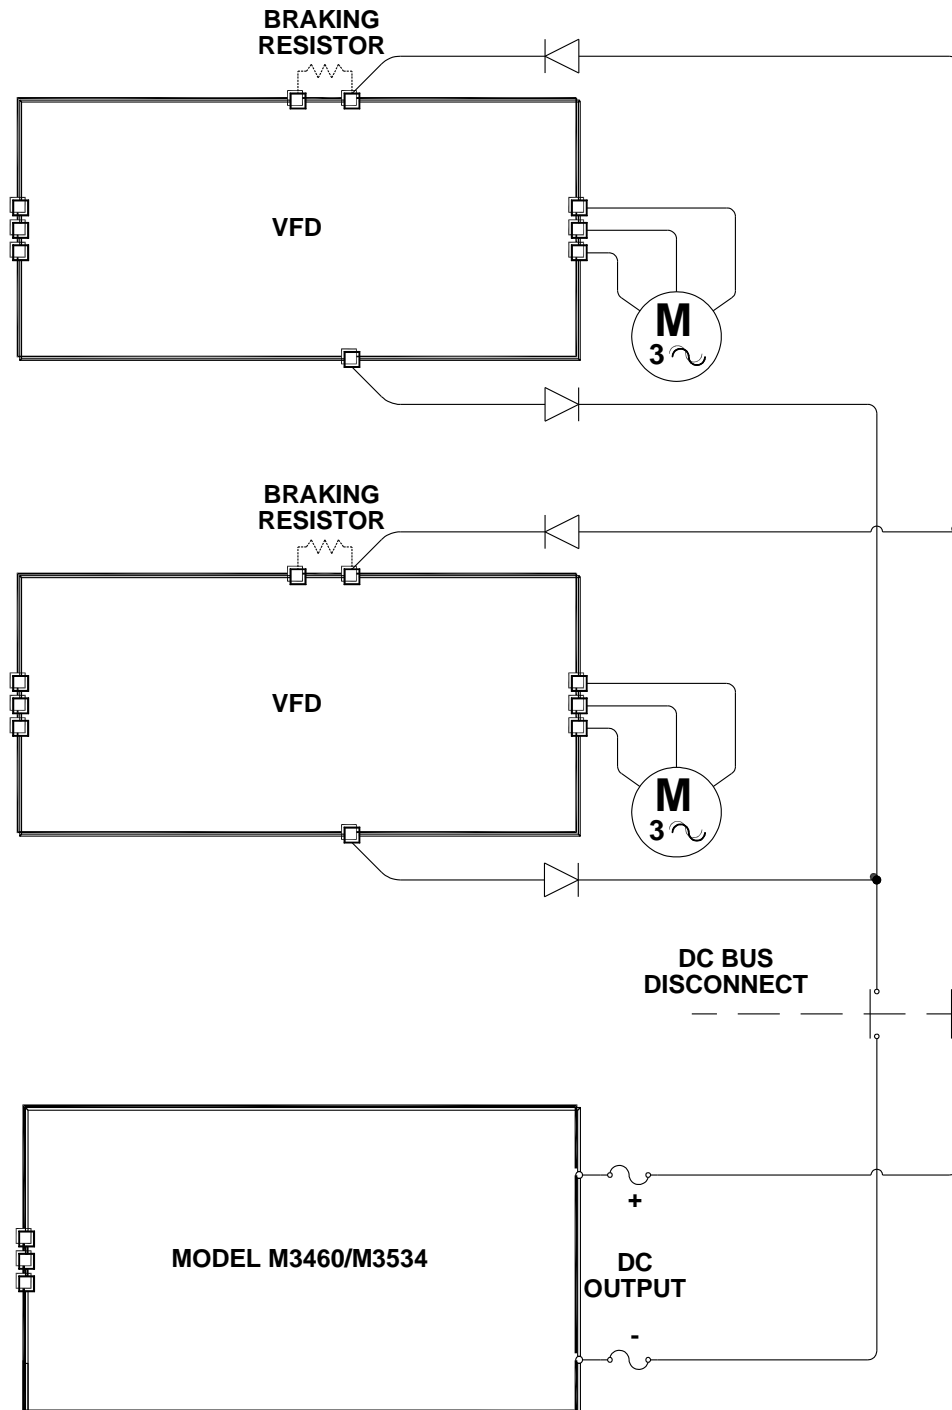 BRAKING
RESISTOR
VFD
M
3
BRAKING
RESISTOR
VFD
M
3
DC BUS
DISCONNECT
+
MODEL M3460/M3534
DC
OUTPUT
-